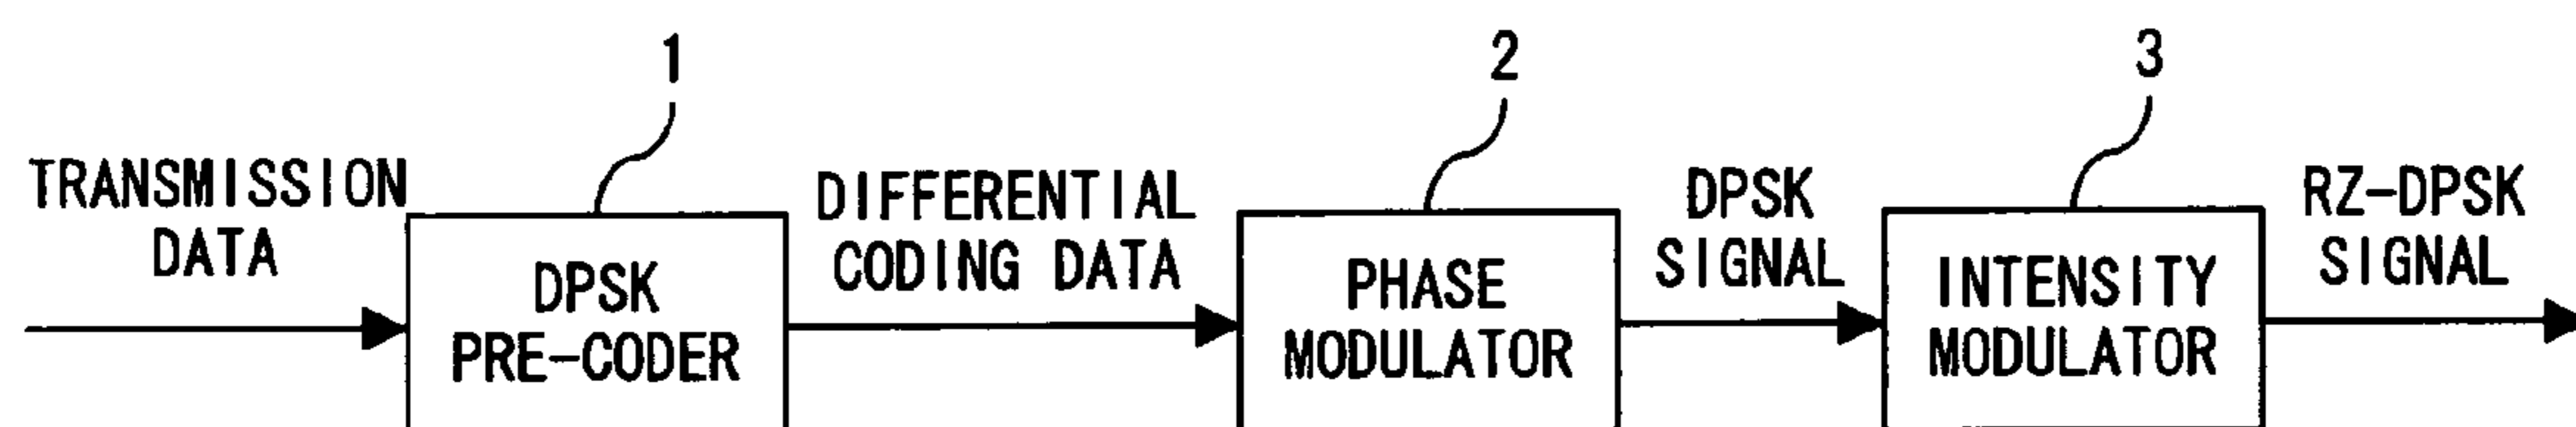 1
2
3
TRANSMISSION
DATA
DPSK
PRE-CODER
DIFFERENTIAL
CODING DATA
PHASE
MODULATOR
DPSK
SIGNAL
INTENSITY
MODULATOR
RZ-DPSK
SIGNAL